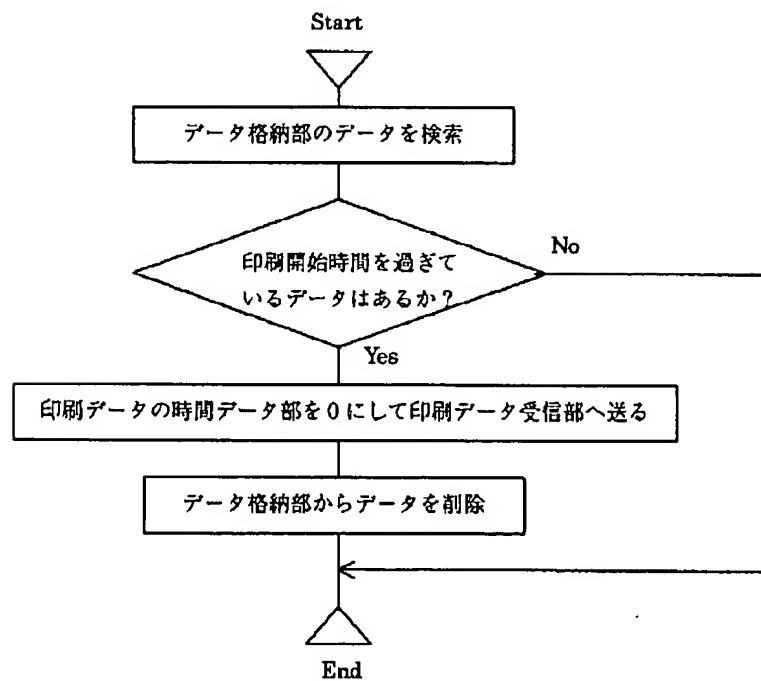 Start
データ格納部のデータを検索
印刷開始時間を過ぎて
いるデータはあるか？
No
Yes
印刷データの時間データ部を0にして印刷データ受信部へ送る
データ格納部からデータを削除
End